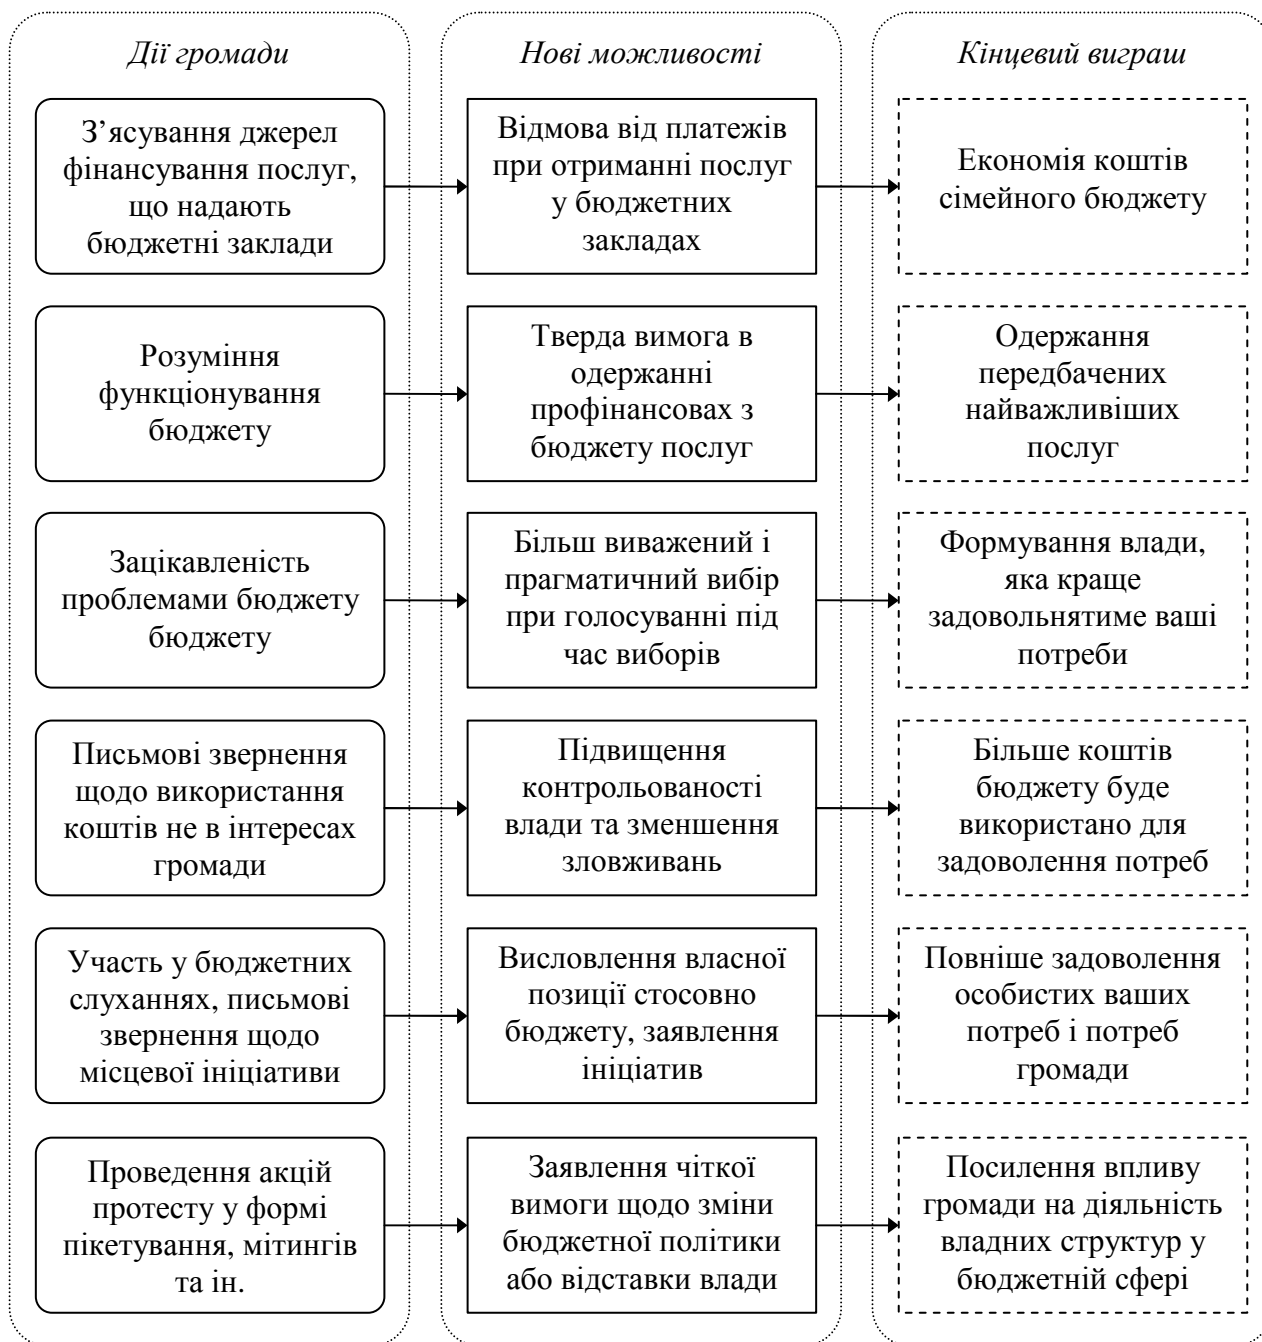 Дії громади
Нові можливості
Кінцевий виграш
З’ясування джерел
фінансування послуг,
що надають
бюджетні заклади
Відмова від платежів
при отриманні послуг
у бюджетних
закладах
Економія коштів
сімейного бюджету
Розуміння
функціонування
бюджету
Тверда вимога в
одержанні
профінансовах з
бюджету послуг
Одержання
передбачених
найважливіших
послуг
Зацікавленість
проблемами бюджету
бюджету
Більш виважений і
прагматичний вибір
при голосуванні під
час виборів
Формування влади,
яка краще
задовольнятиме ваші
потреби
Письмові звернення
щодо використання
коштів не в інтересах
громади
Підвищення
контрольованості
влади та зменшення
зловживань
Більше коштів
бюджету буде
використано для
задоволення потреб
Участь у бюджетних
слуханнях, письмові
звернення щодо
місцевої ініціативи
Висловлення власної
позиції стосовно
бюджету, заявлення
ініціатив
Повніше задоволення
особистих ваших
потреб і потреб
громади
Проведення акцій
протесту у формі
пікетування, мітингів
та ін.
Заявлення чіткої
вимоги щодо зміни
бюджетної політики
або відставки влади
Посилення впливу
громади на діяльність
владних структур у
бюджетній сфері